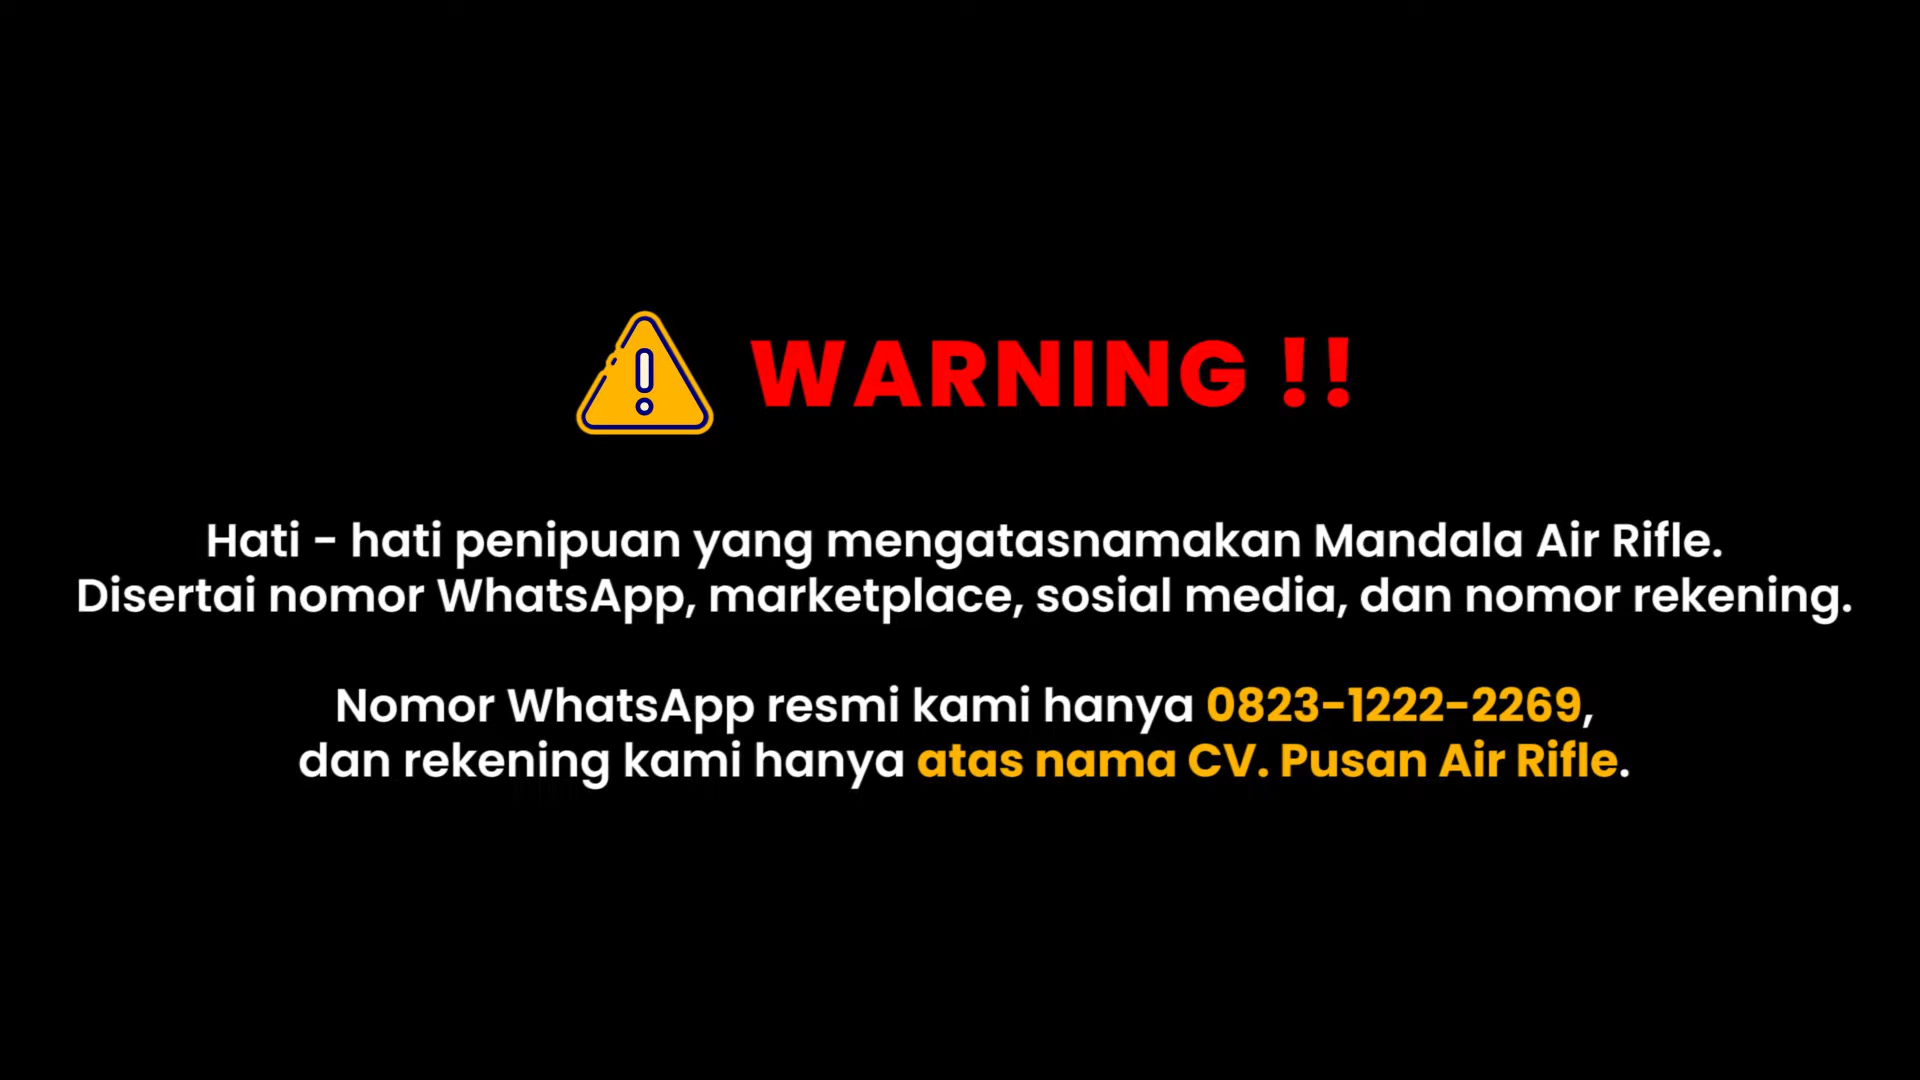 WARNING !!
Hati - hati penipuan yang mengatasnamakan Mandala Air Rifle.
Disertai nomor WhatsApp, marketplace, sosial media, dan nomor rekening.
Nomor WhatsApp resmi kami hanya 0823-1222-2269,
dan rekening kami hanya atas nama CV. Pusan Air Rifle.